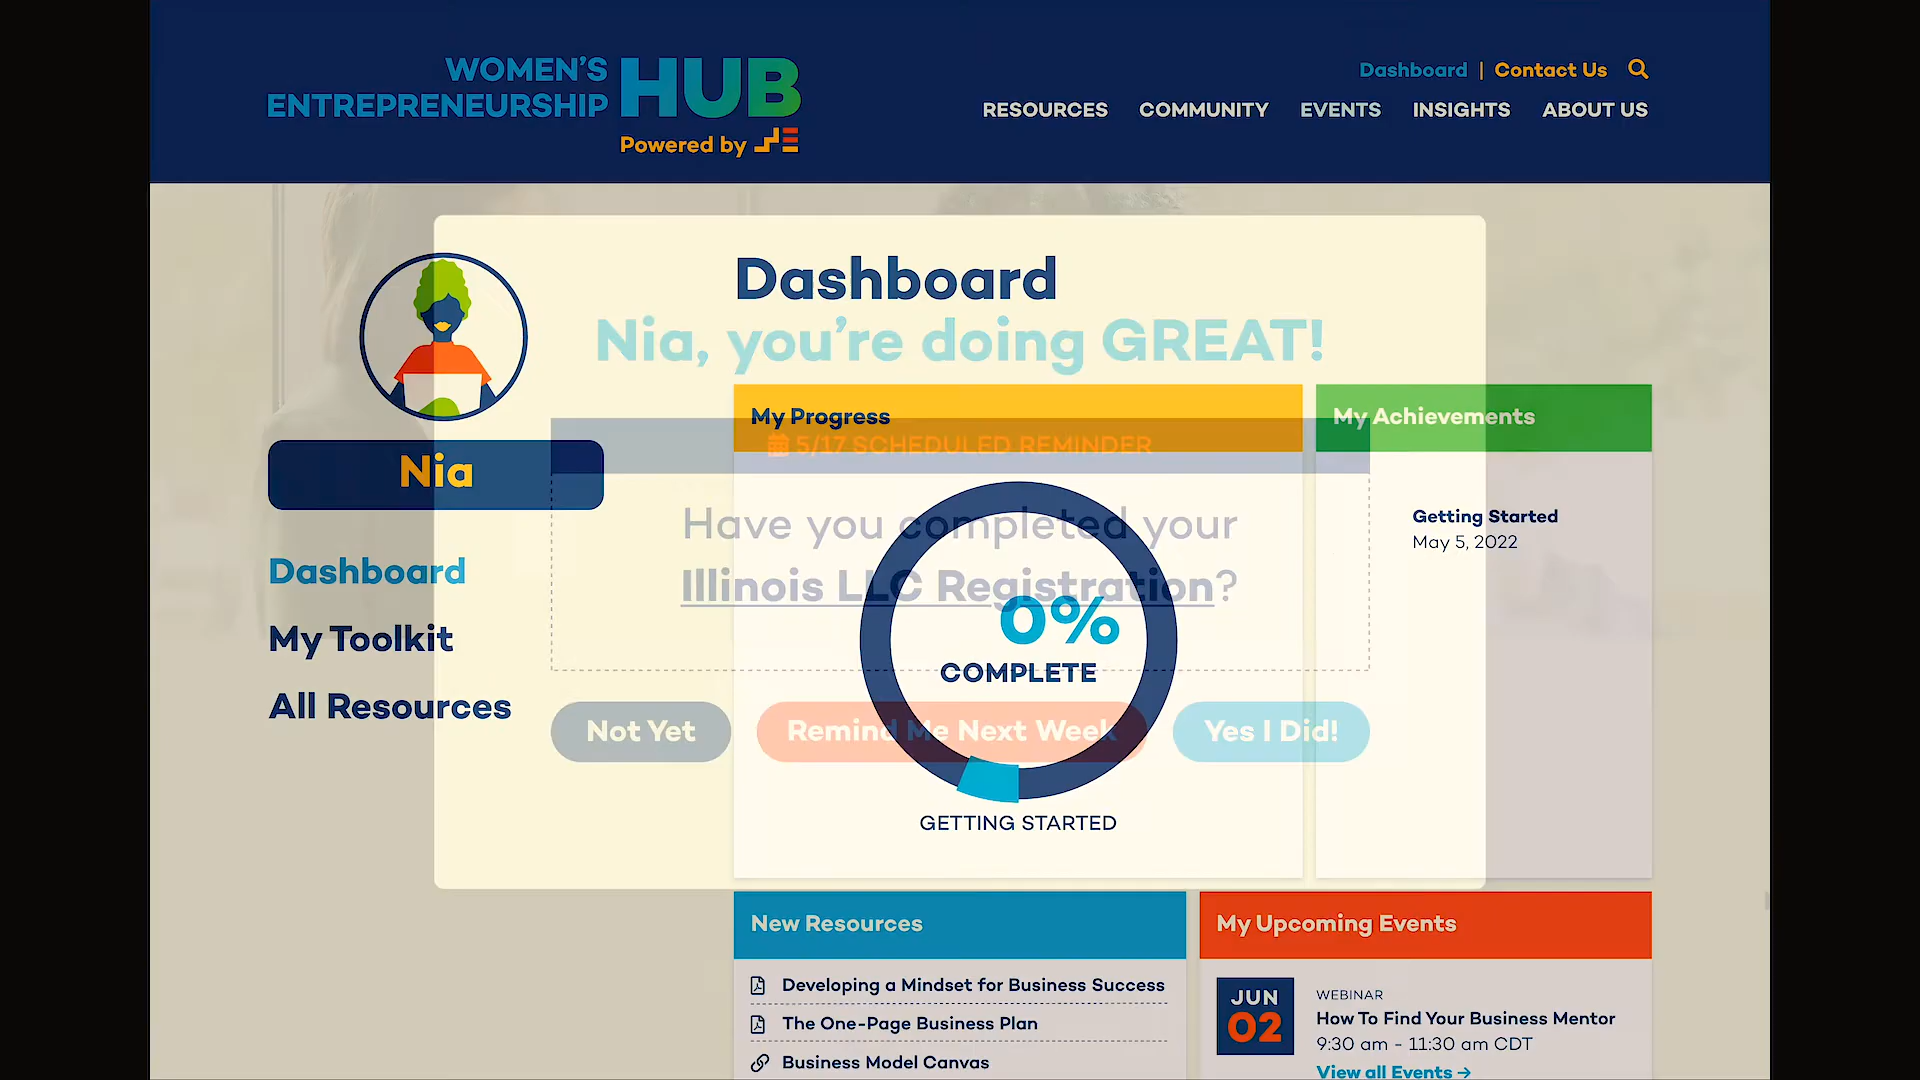 WOMEN'S
ENTREPRENEURSHIP
HUB
Powered by
Dashboard | Contact Us
RESOURCES COMMUNITY EVENTS INSIGHTS ABOUT US
Dashboard
Nia, you're doing GREAT!
My Progress
My Achievements
5/17 SCHEDULED REMINDER
Nia
Have you completed your
Illinois LLC Registration?
Getting Started
May 5, 2022
Dashboard
My Toolkit
All Resources
0%
COMPLETE
Not Yet
Remind Me Next Week
Yes I Did!
GETTING STARTED
New Resources
Developing a Mindset for Business Success
The One-Page Business Plan
Business Model Canvas
My Upcoming Events
JUN
02
WEBINAR
How To Find Your Business Mentor
9:30 am - 11:30 am CDT
View all Events →